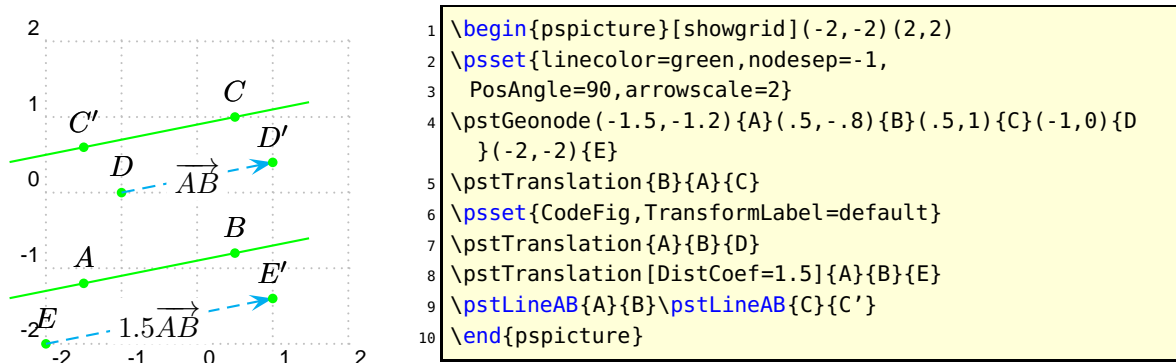 2
1
0
-1
-2
-2 -1 0 1 2
C
C′
D′
D
AB
B
A
E′
E
1.5AB
1 \begin{pspicture}[showgrid](-2,-2)(2,2)
2 \psset{linecolor=green,nodesep=-1,
3 PosAngle=90,arrowscale=2}
4 \pstGeonode(-1.5,-1.2){A}(.5,-.8){B}(.5,1){C}(-1,0){D
}(-2,-2){E}
5 \pstTranslation{B}{A}{C}
6 \psset{CodeFig,TransformLabel=default}
7 \pstTranslation{A}{B}{D}
8 \pstTranslation[DistCoef=1.5]{A}{B}{E}
9 \pstLineAB{A}{B}\pstLineAB{C}{C’}
10 \end{pspicture}